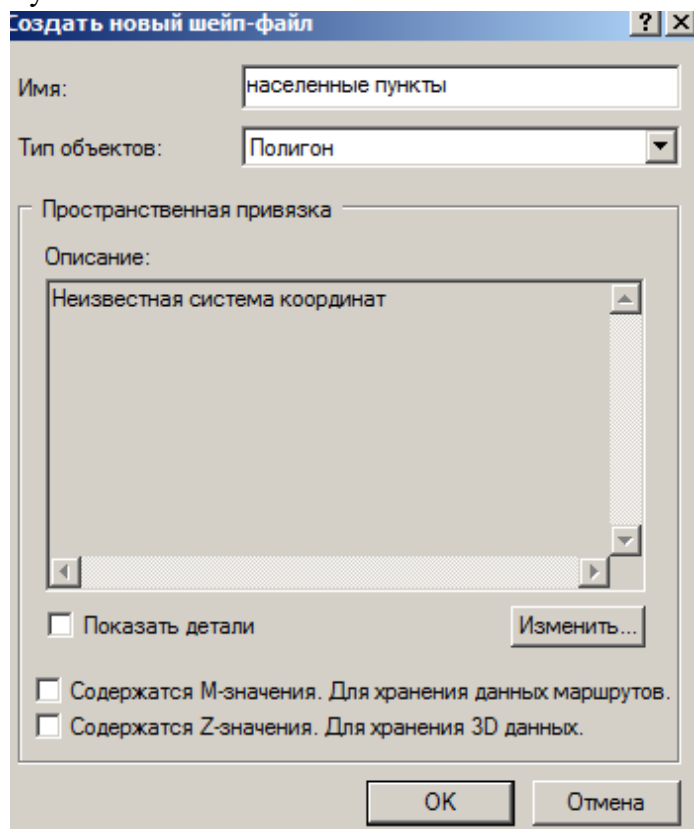 Создать новый шейп-файл
Имя: населенные пункты
Тип объектов: Полигон
Пространственная привязка
Описание:
Неизвестная система координат
Показать детали Изменить...
Содержатся М-значения. Для хранения данных маршрутов.
Содержатся Z-значения. Для хранения 3D данных.
OK Отмена